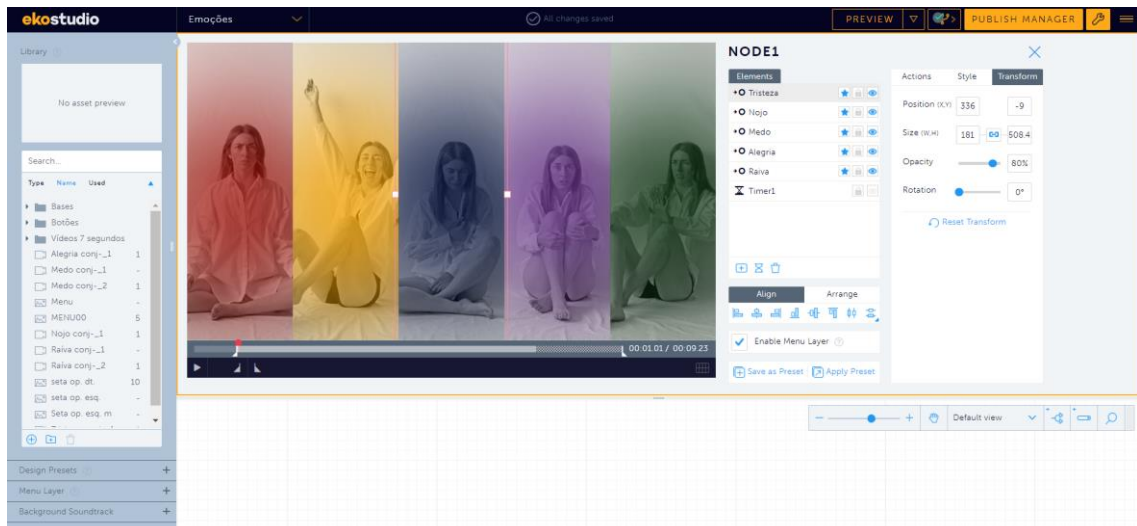 ekostudio
Emoções
All changes saved
PREVIEW
PUBLISH MANAGER
Library
No asset preview
Search...
Type Name Used
Bases
Botões
Vídeos 7 segundos
Alegria conj-_1 1
Medo conj-_1 -
Medo conj-_2 1
Menu -
MENU00 5
Nojo conj-_1 1
Raiva conj-_1 -
Raiva conj-_2 1
seta op. dt. 10
seta op. esq. -
Seta op. esq. m -
Design Presets +
Menu Layer +
Background Soundtrack +
00:01.01 / 00:09.23
NODE1
Elements
Tristeza
Nojo
Medo
Alegria
Raiva
Timer1
Align Arrange
Enable Menu Layer
Save as Preset Apply Preset
Actions Style Transform
Position (X,Y) 336 -9
Size (W,H) 181 508.4
Opacity 80%
Rotation 0°
Reset Transform
Default view